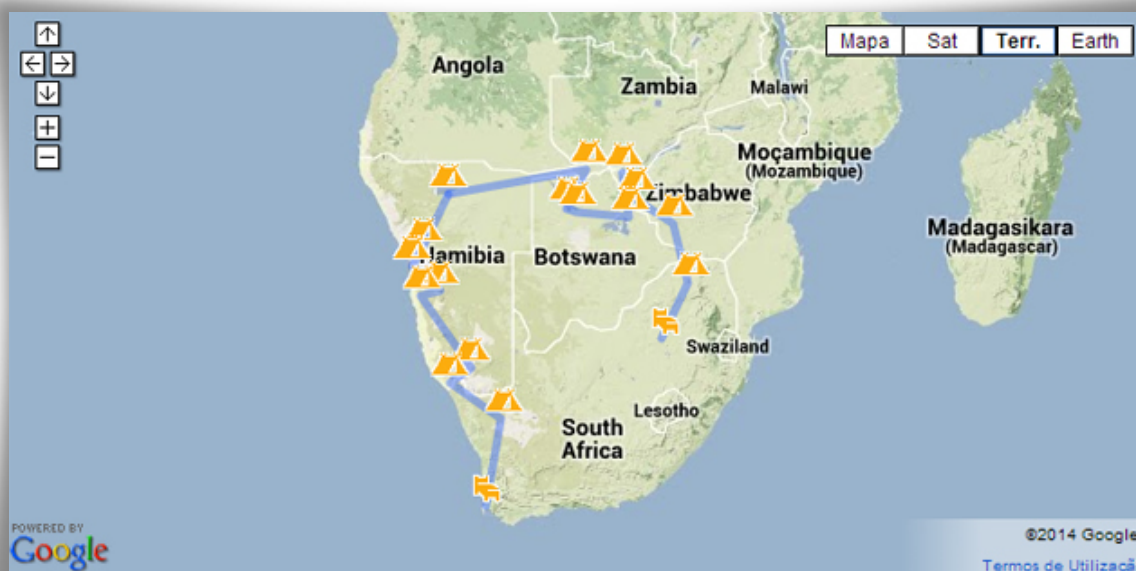 Mapa
Sat
Terr.
Earth
Angola
Zambia
Malawi
Moçambique
(Mozambique)
Zimbabwe
Madagasikara
(Madagascar)
Namibia
Botswana
Swaziland
Lesotho
South
Africa
POWERED BY
Google
©2014 Google
Termos de Utilizaçã